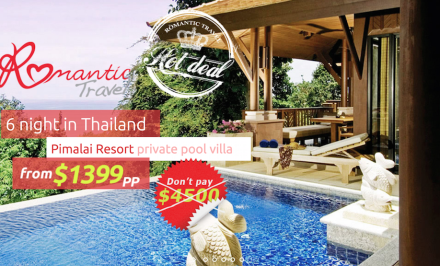 Romantic
Travel
ROMANTIC TRAVEL
Hot deal
6 night in Thailand
Pimalai Resort private pool villa
from $1399 PP
Don't pay
$4500